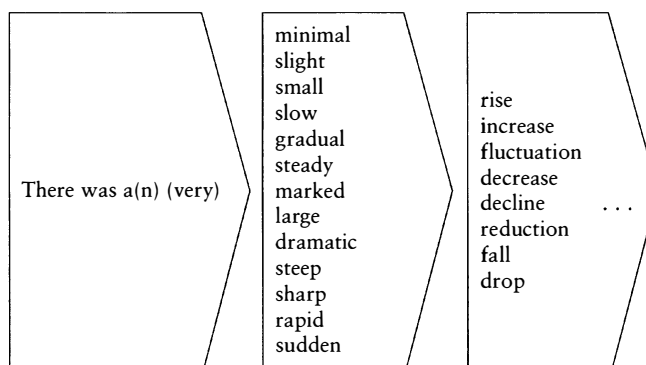 There was a(n) (very)
minimal
slight
small
slow
gradual
steady
marked
large
dramatic
steep
sharp
rapid
sudden
rise
increase
fluctuation
decrease
decline
reduction
fall
drop
. . .